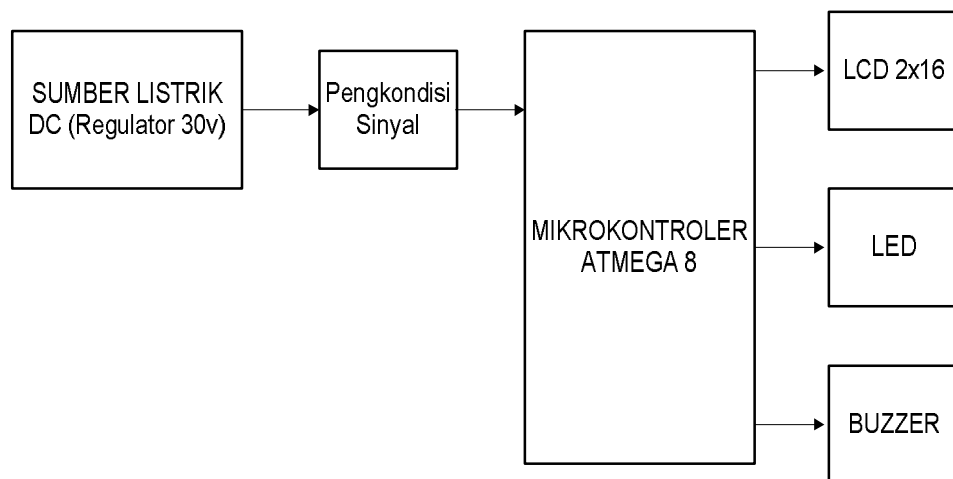 SUMBER LISTRIK
DC (Regulator 30v)
Pengkondisi
Sinyal
MIKROKONTROLER
ATMEGA 8
LCD 2x16
LED
BUZZER